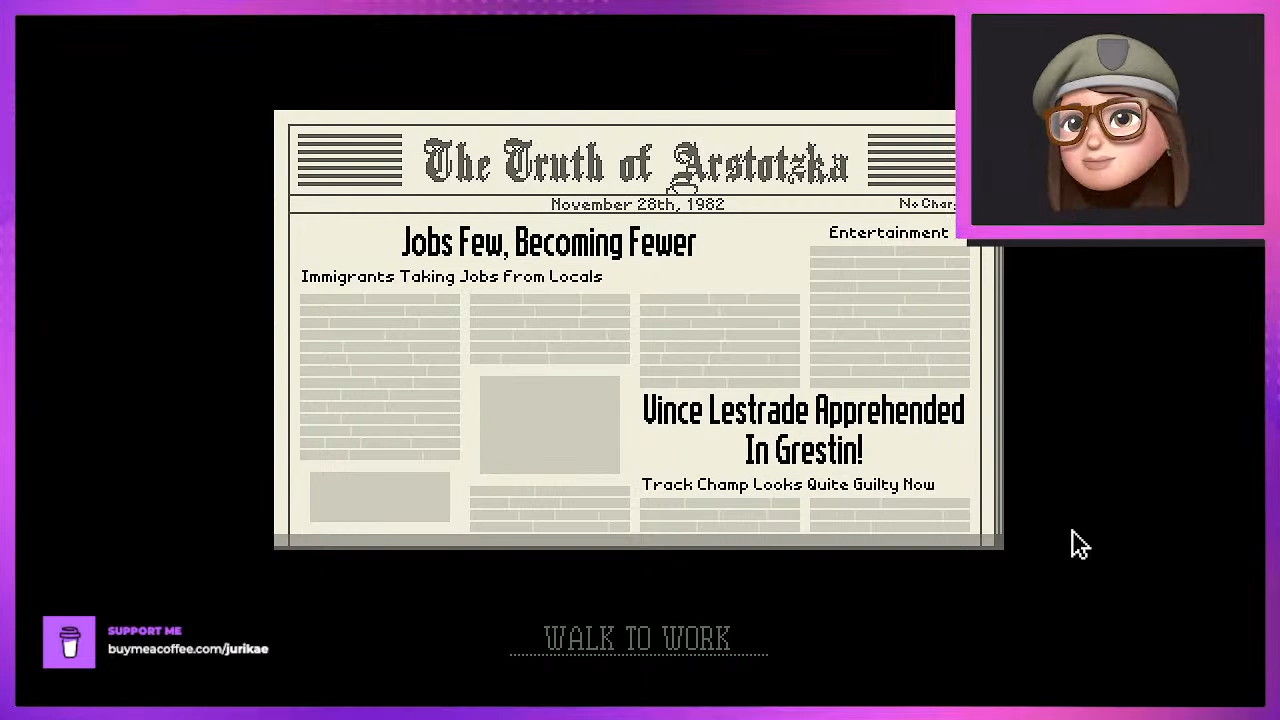 The Truth of Arstotzka
November 28th, 1982
Jobs Few, Becoming Fewer
Immigrants Taking Jobs From Locals
Entertainment
Vince Lestrade Apprehended
In Grestin!
Track Champ Looks Quite Guilty Now
WALK TO WORK
SUPPORT ME
buymeacoffee.com/jurikae